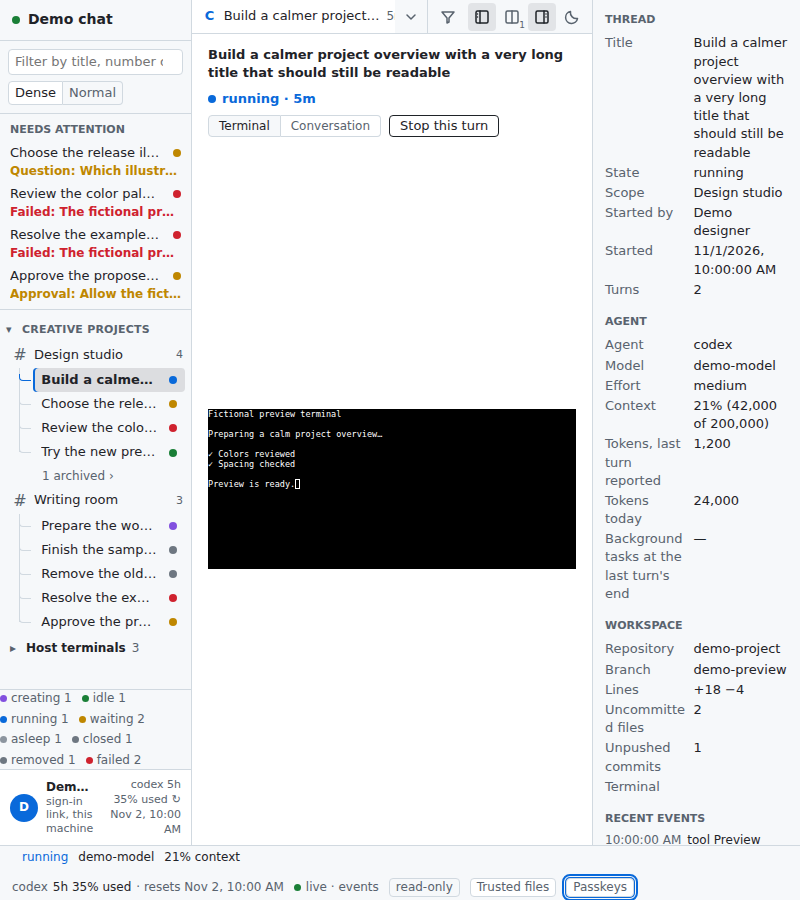 Demo chat
Filter by title, number c
Dense Normal
NEEDS ATTENTION
Choose the release il…
Question: Which illustr…
Review the color pal…
Failed: The fictional pr…
Resolve the example…
Failed: The fictional pr…
Approve the propose…
Approval: Allow the fict…
CREATIVE PROJECTS
# Design studio 4
Build a calme…
Choose the rele…
Review the colo…
Try the new pre…
1 archived ›
# Writing room 3
Prepare the wo…
Finish the samp…
Remove the old…
Resolve the ex…
Approve the pr…
Host terminals 3
creating 1 idle 1
running 1 waiting 2
asleep 1 closed 1
removed 1 failed 2
D
Dem…
sign-in
link, this
machine
codex 5h
35% used ↻
Nov 2, 10:00
AM
C Build a calmer project… 5
1
Build a calmer project overview with a very long
title that should still be readable
running · 5m
Terminal Conversation Stop this turn
Fictional preview terminal
Preparing a calm project overview…
✓ Colors reviewed
✓ Spacing checked
Preview is ready.
THREAD
Title Build a calmer
project
overview with
a very long
title that
should still be
readable
State running
Scope Design studio
Started by Demo
designer
Started 11/1/2026,
10:00:00 AM
Turns 2
AGENT
Agent codex
Model demo-model
Effort medium
Context 21% (42,000
of 200,000)
Tokens, last 1,200
turn
reported
Tokens 24,000
today
Background —
tasks at the
last turn's
end
WORKSPACE
Repository demo-project
Branch demo-preview
Lines +18 −4
Uncommitte 2
d files
Unpushed 1
commits
Terminal
RECENT EVENTS
10:00:00 AM tool Preview
running demo-model 21% context
codex 5h 35% used · resets Nov 2, 10:00 AM live · events read-only Trusted files Passkeys